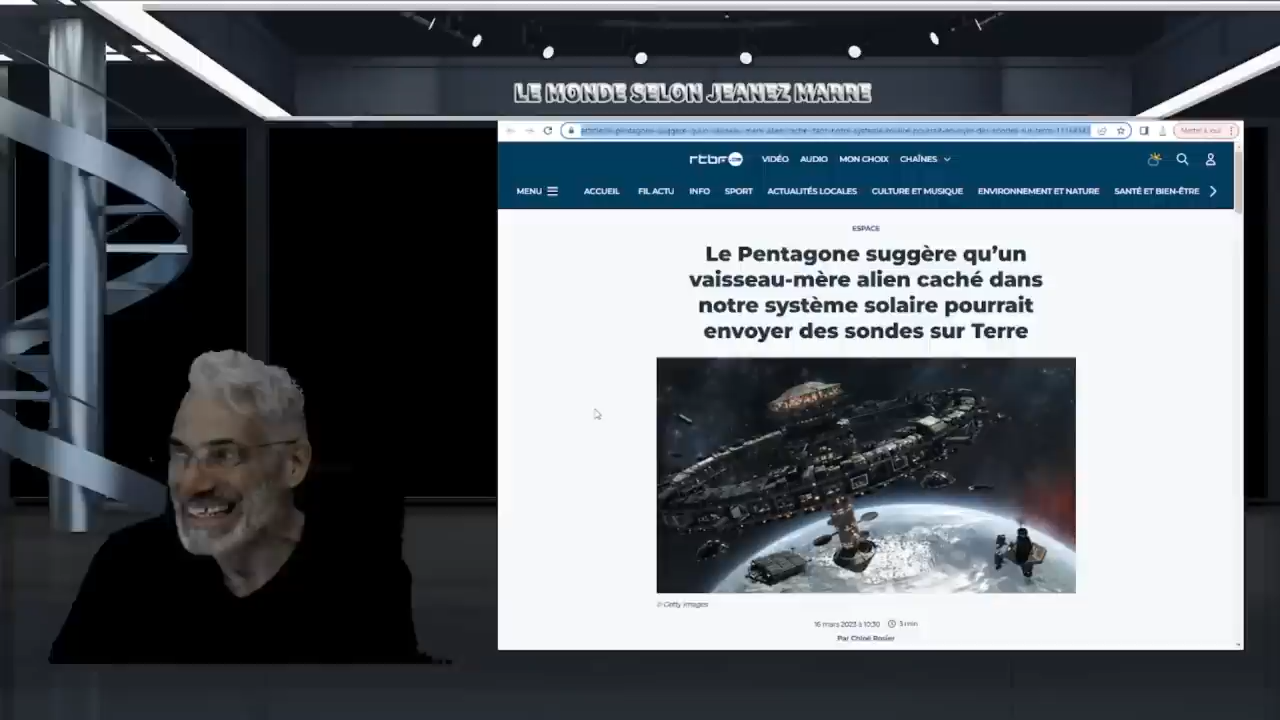 LE MONDE SELON JEANEZ MARRE
rtbf.be
VIDÉO AUDIO MON CHOIX CHAÎNES
MENU ACCUEIL FIL ACTU INFO SPORT ACTUALITÉS LOCALES CULTURE ET MUSIQUE ENVIRONNEMENT ET NATURE SANTÉ ET BIEN-ÊTRE
ESPACE
Le Pentagone suggère qu’un
vaisseau-mère alien caché dans
notre système solaire pourrait
envoyer des sondes sur Terre
© Getty Images
16 mars 2023 à 10:30 3 min
Par Chloé Rosier